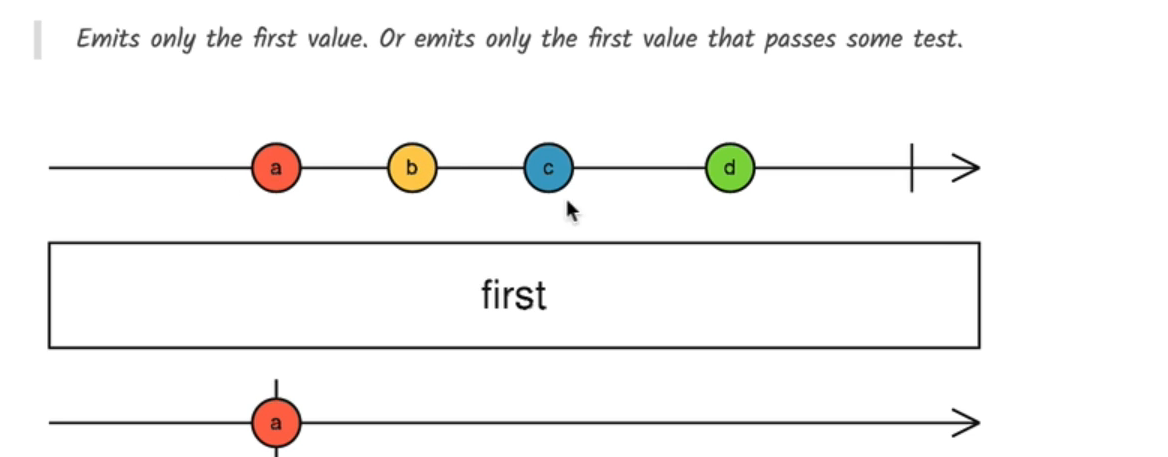 Emits only the first value. Or emits only the first value that passes some test.
a b c d
first
a